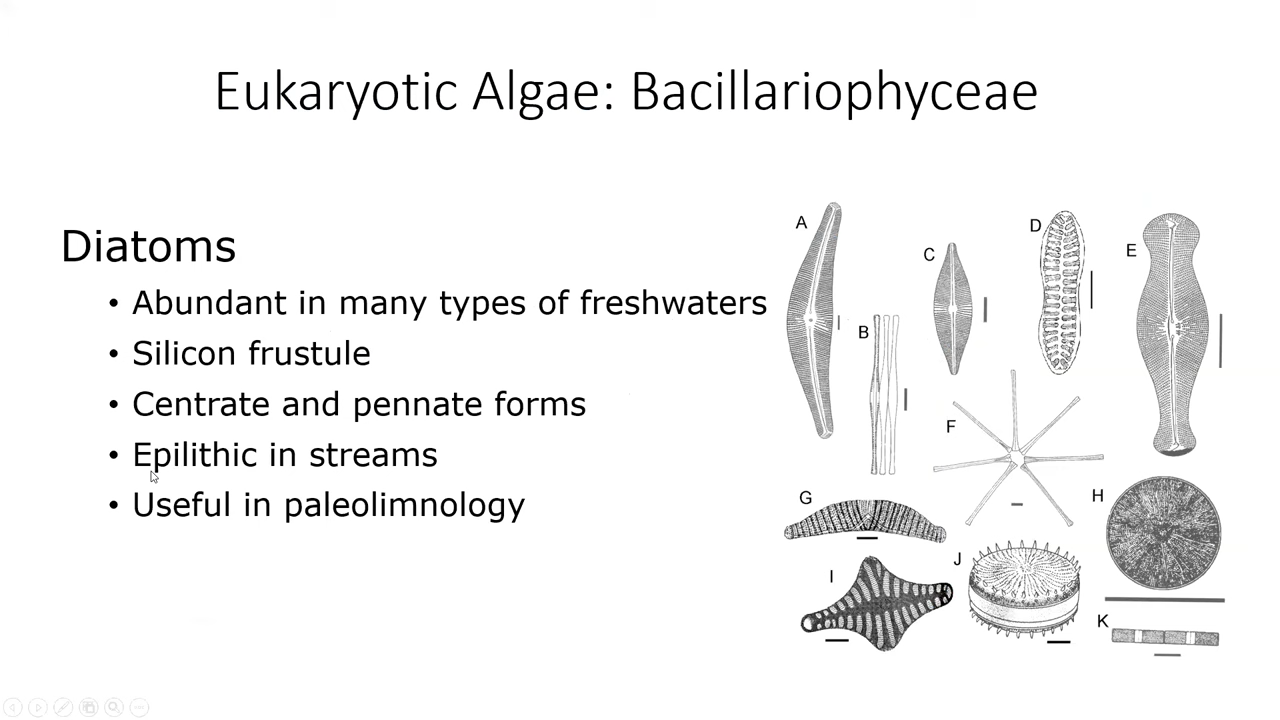 Eukaryotic Algae: Bacillariophyceae
Diatoms
• Abundant in many types of freshwaters
• Silicon frustule
• Centrate and pennate forms
• Epilithic in streams
• Useful in paleolimnology
A
B
C
D
E
F
G
H
I
J
K